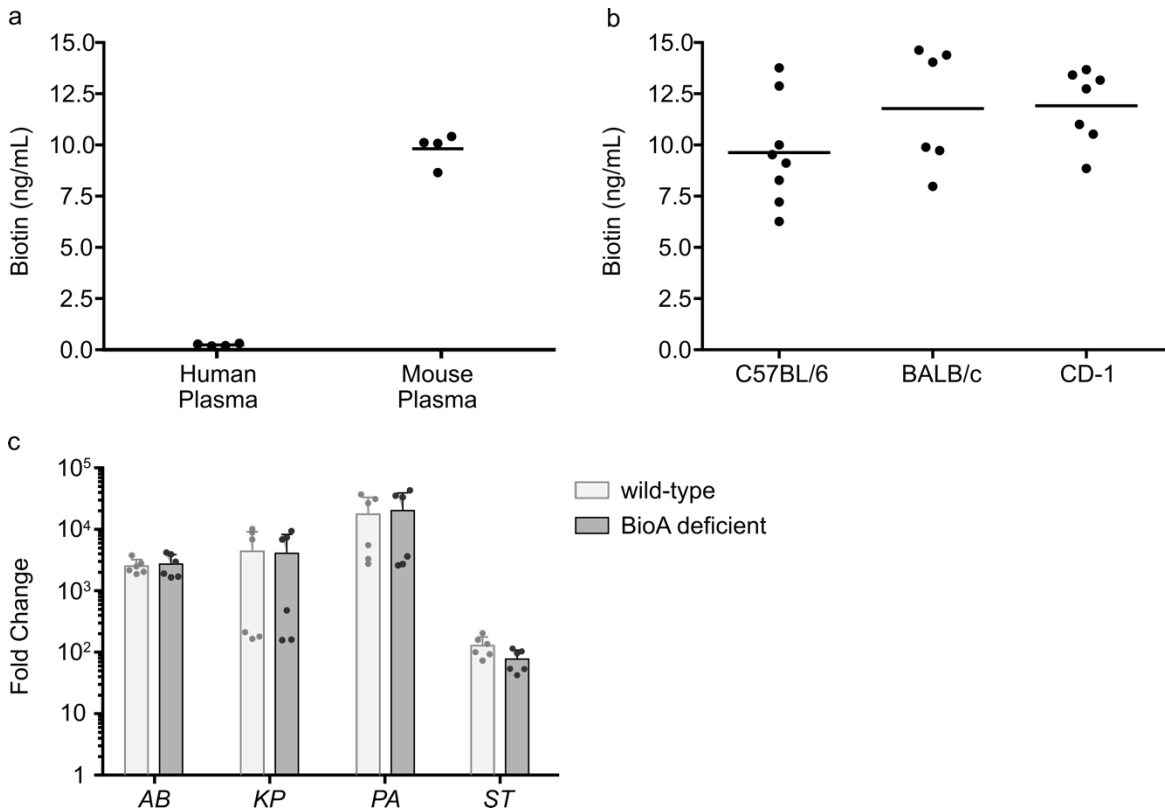 a
15.0
12.5
10.0
7.5
5.0
2.5
0.0
Biotin (ng/mL)
Human
Plasma
Mouse
Plasma
b
15.0
12.5
10.0
7.5
5.0
2.5
0.0
Biotin (ng/mL)
C57BL/6
BALB/c
CD-1
c
10⁵
10⁴
10³
10²
10
1
Fold Change
AB
KP
PA
ST
wild-type
BioA deficient